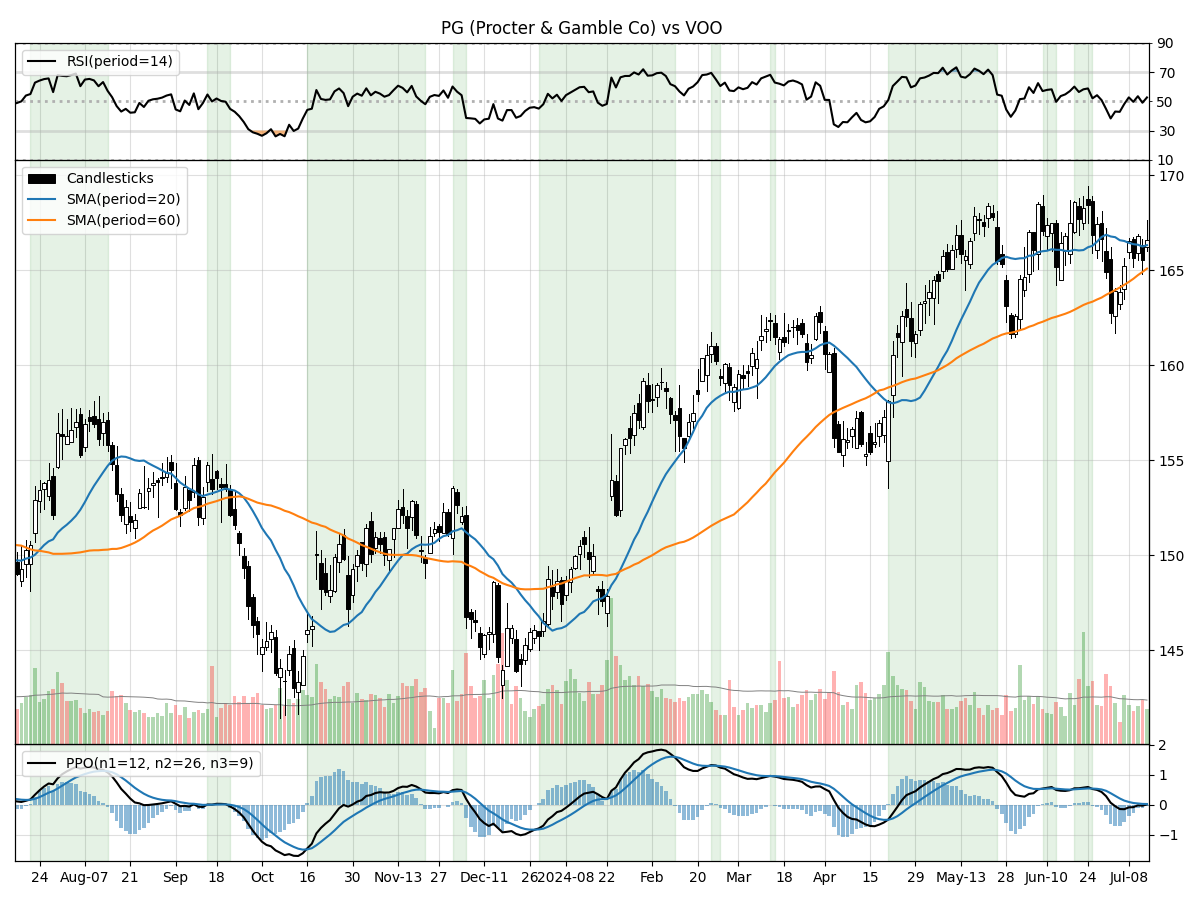 PG (Procter & Gamble Co) vs VOO
RSI(period=14)
90
70
50
30
10
Candlesticks
SMA(period=20)
SMA(period=60)
170
165
160
155
150
145
PPO(n1=12, n2=26, n3=9)
2
1
0
−1
24 Aug-07 21 Sep 18 Oct 16 30 Nov-13 27 Dec-11 26 2024-08 22 Feb 20 Mar 18 Apr 15 29 May-13 28 Jun-10 24 Jul-08